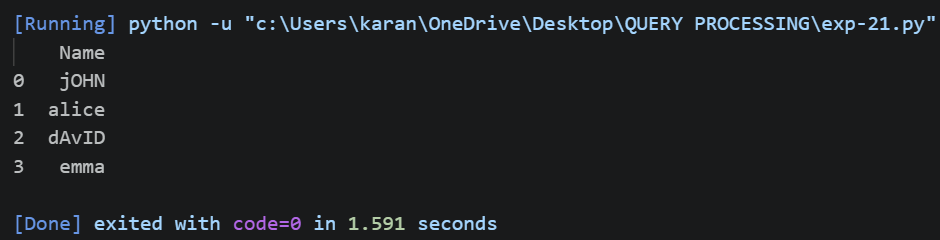 [Running] python -u "c:\Users\karan\OneDrive\Desktop\QUERY PROCESSING\exp-21.py"
    Name
0   jOHN
1  alice
2  dAvID
3   emma
[Done] exited with code=0 in 1.591 seconds